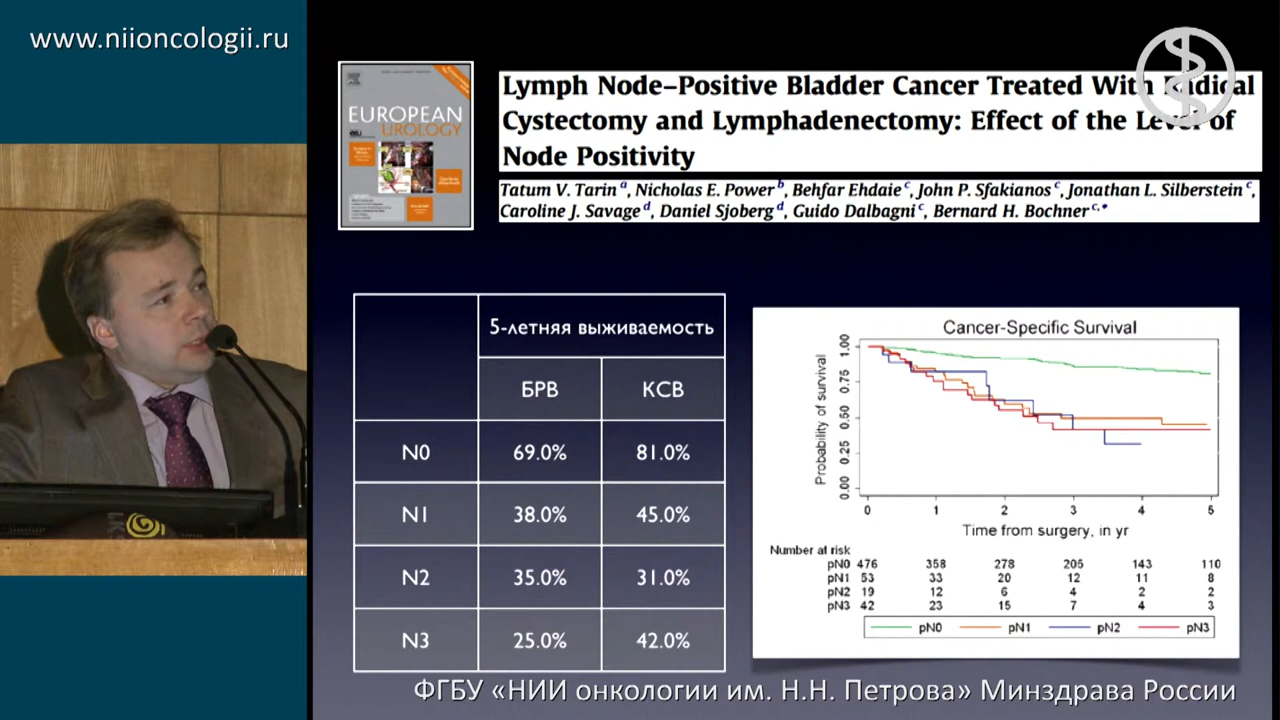 www.niioncologii.ru
EUROPEAN
UROLOGY
Lymph Node–Positive Bladder Cancer Treated With Radical
Cystectomy and Lymphadenectomy: Effect of the Level of
Node Positivity
Tatum V. Tarin a, Nicholas E. Power b, Behfar Ehdaie c, John P. Sfakianos c, Jonathan L. Silberstein c,
Caroline J. Savage d, Daniel Sjoberg d, Guido Dalbagni c, Bernard H. Bochner c,*
5-летняя выживаемость
БРВ КСВ
N0 69.0% 81.0%
N1 38.0% 45.0%
N2 35.0% 31.0%
N3 25.0% 42.0%
Cancer-Specific Survival
Probability of survival
1.00
0.75
0.50
0.25
0.00
0 1 2 3 4 5
Time from surgery, in yr
Number at risk
pN0 476 358 278 205 143 110
pN1 53 33 20 12 11 8
pN2 19 12 6 4 2 2
pN3 42 23 15 7 4 3
pN0 pN1 pN2 pN3
ФГБУ «НИИ онкологии им. Н.Н. Петрова» Минздрава России